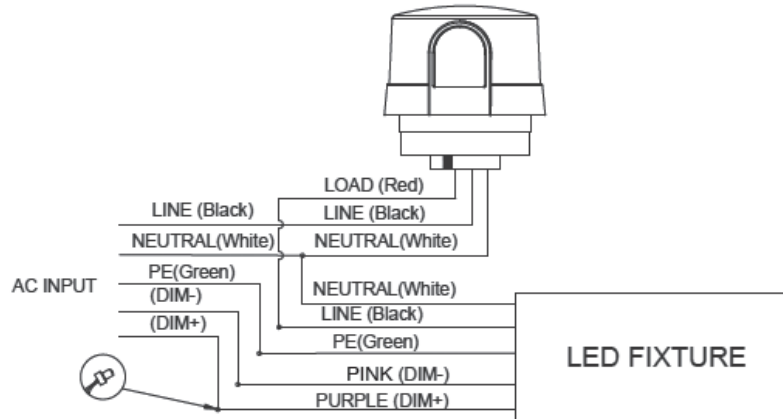 LOAD (Red)
LINE (Black) LINE (Black)
NEUTRAL(White) NEUTRAL(White)
PE(Green)
AC INPUT
(DIM-)
NEUTRAL(White)
(DIM+)
LINE (Black)
PE(Green)
LED FIXTURE
PINK (DIM-)
PURPLE (DIM+)